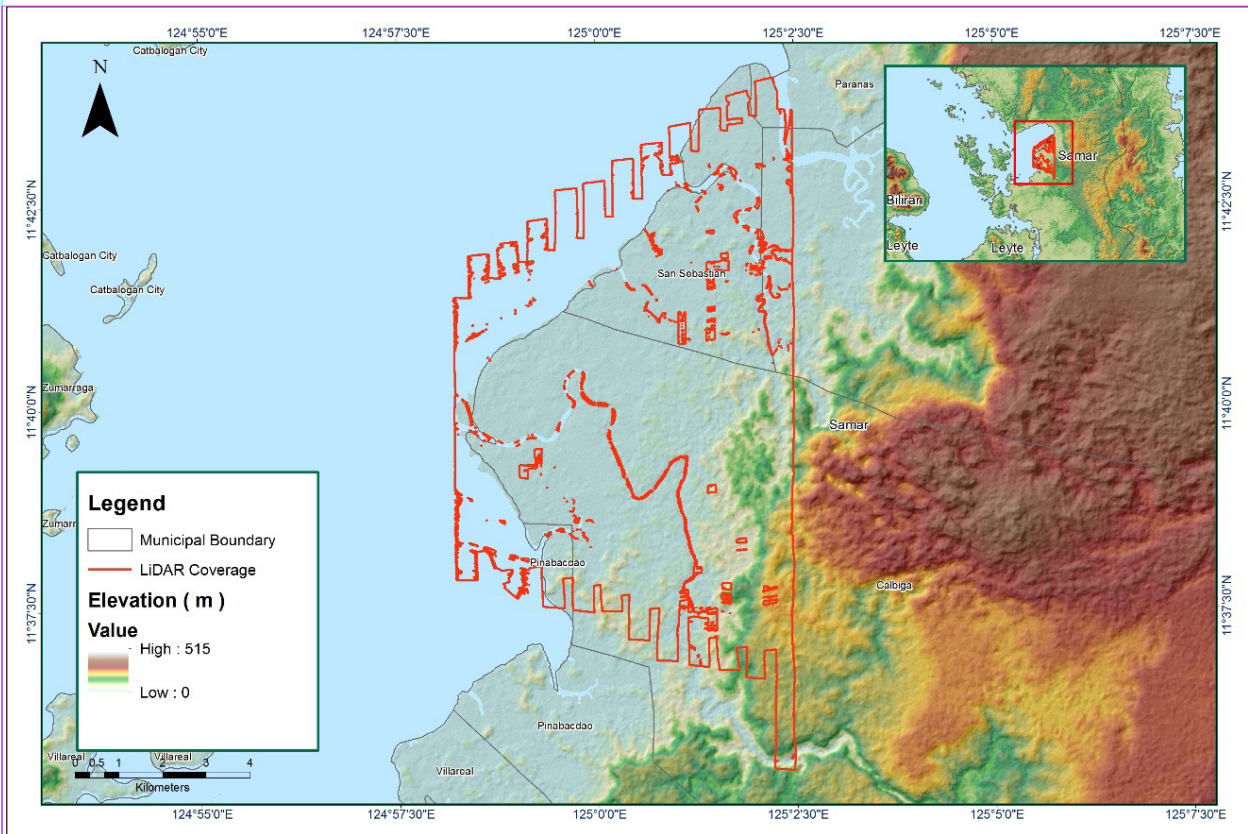 124°55'0"E 124°57'30"E 125°0'0"E 125°2'30"E 125°5'0"E 125°7'30"E
Catbalogan City
Catbalogan City
N
Paranas
Samar
Biliran
Leyte
Leyte
11°42'30"N
11°42'30"N
Catbalogan City
San Sebastian
Catbalogan City
Zumarraga
11°40'0"N
11°40'0"N
Samar
Legend
Municipal Boundary
LiDAR Coverage
Elevation ( m )
Value
High : 515
Low : 0
Pinabacdao
Calbiga
11°37'30"N
11°37'30"N
Pinabacdao
Villareal
Villareal
Villareal
0 0.5 1 2 3 4
Kilometers
124°55'0"E 124°57'30"E 125°0'0"E 125°2'30"E 125°5'0"E 125°7'30"E